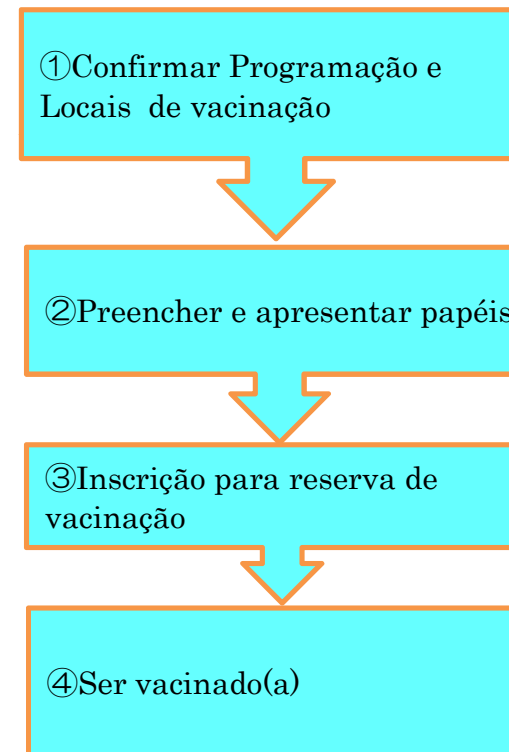 ①Confirmar Programação e
Locais de vacinação
②Preencher e apresentar papéis
③Inscrição para reserva de
vacinação
④Ser vacinado(a)